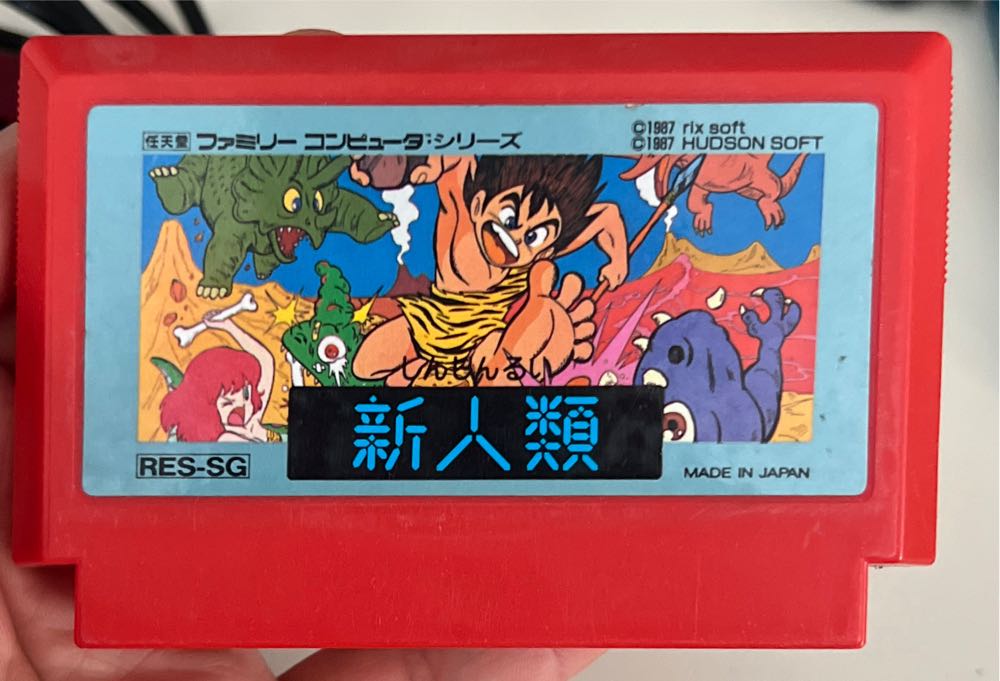 任天堂 ファミリー コンピュータ:シリーズ
©1987 rix soft
©1987 HUDSON SOFT
しんじんるい
新人類
RES-SG
MADE IN JAPAN